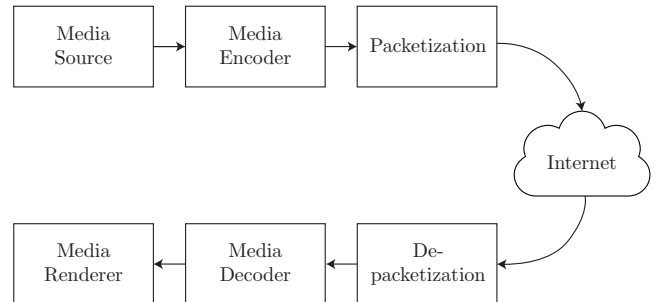 Media
Source
Media
Encoder
Packetization
Internet
Media
Renderer
Media
Decoder
De-
packetization